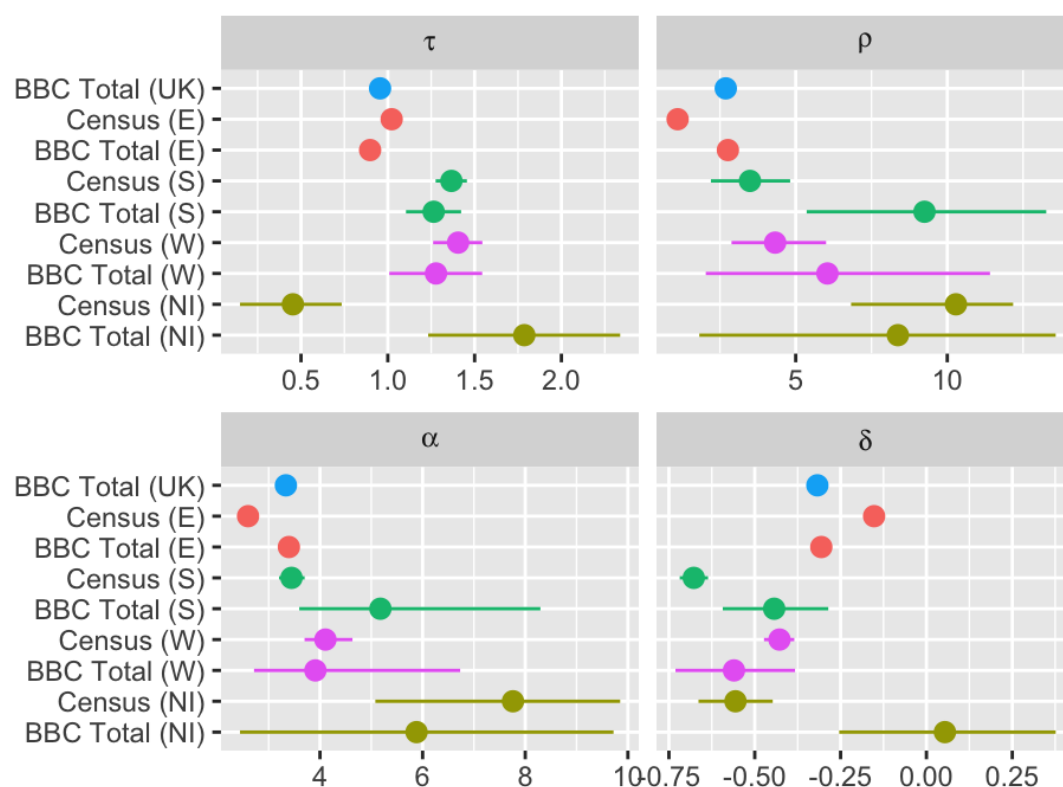 τ ρ
BBC Total (UK)
Census (E)
BBC Total (E)
Census (S)
BBC Total (S)
Census (W)
BBC Total (W)
Census (NI)
BBC Total (NI)
0.5 1.0 1.5 2.0 5 10
α δ
BBC Total (UK)
Census (E)
BBC Total (E)
Census (S)
BBC Total (S)
Census (W)
BBC Total (W)
Census (NI)
BBC Total (NI)
4 6 8 10 -0.75 -0.50 -0.25 0.00 0.25